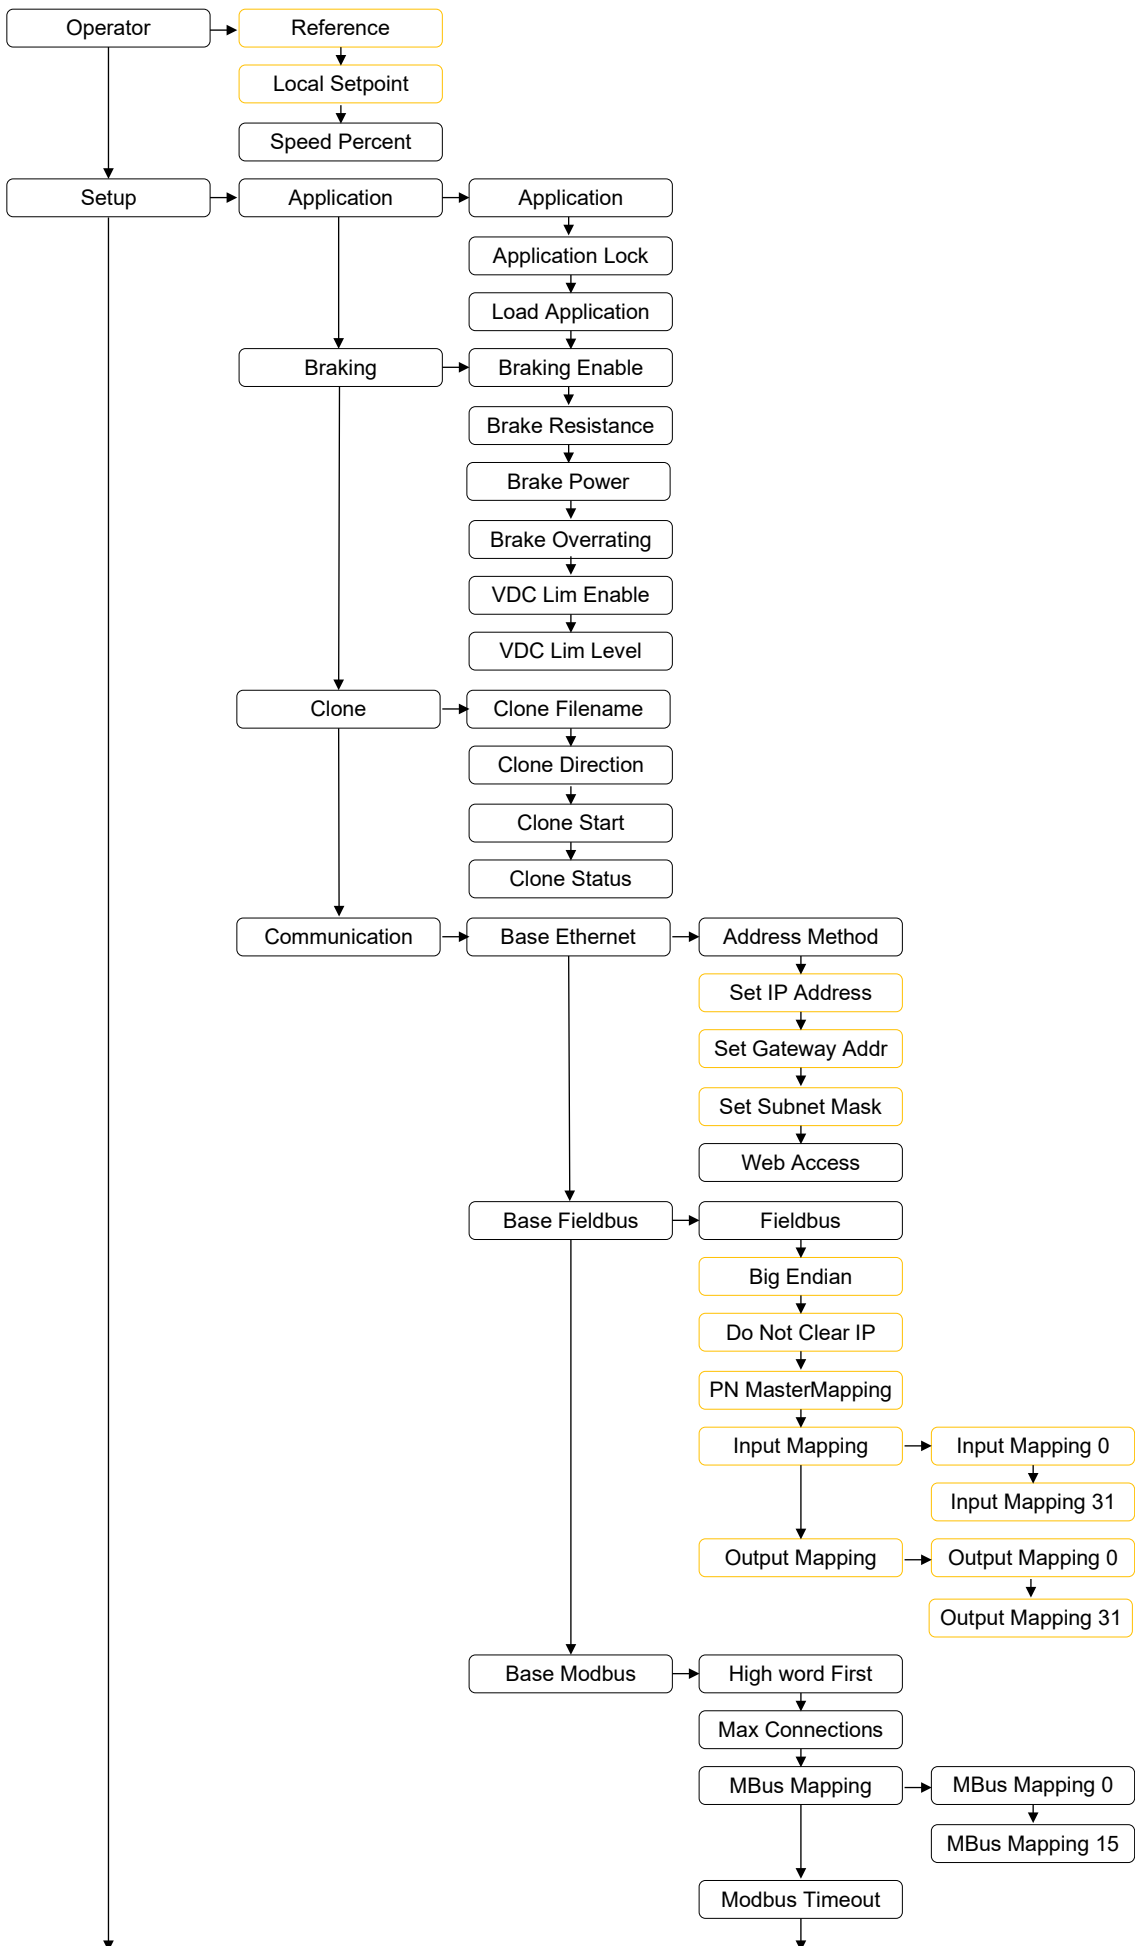 Operator
Reference
Local Setpoint
Speed Percent
Setup
Application
Application
Application Lock
Load Application
Braking
Braking Enable
Brake Resistance
Brake Power
Brake Overrating
VDC Lim Enable
VDC Lim Level
Clone
Clone Filename
Clone Direction
Clone Start
Clone Status
Communication
Base Ethernet
Address Method
Set IP Address
Set Gateway Addr
Set Subnet Mask
Web Access
Base Fieldbus
Fieldbus
Big Endian
Do Not Clear IP
PN MasterMapping
Input Mapping
Input Mapping 0
Input Mapping 31
Output Mapping
Output Mapping 0
Output Mapping 31
Base Modbus
High word First
Max Connections
MBus Mapping
MBus Mapping 0
MBus Mapping 15
Modbus Timeout